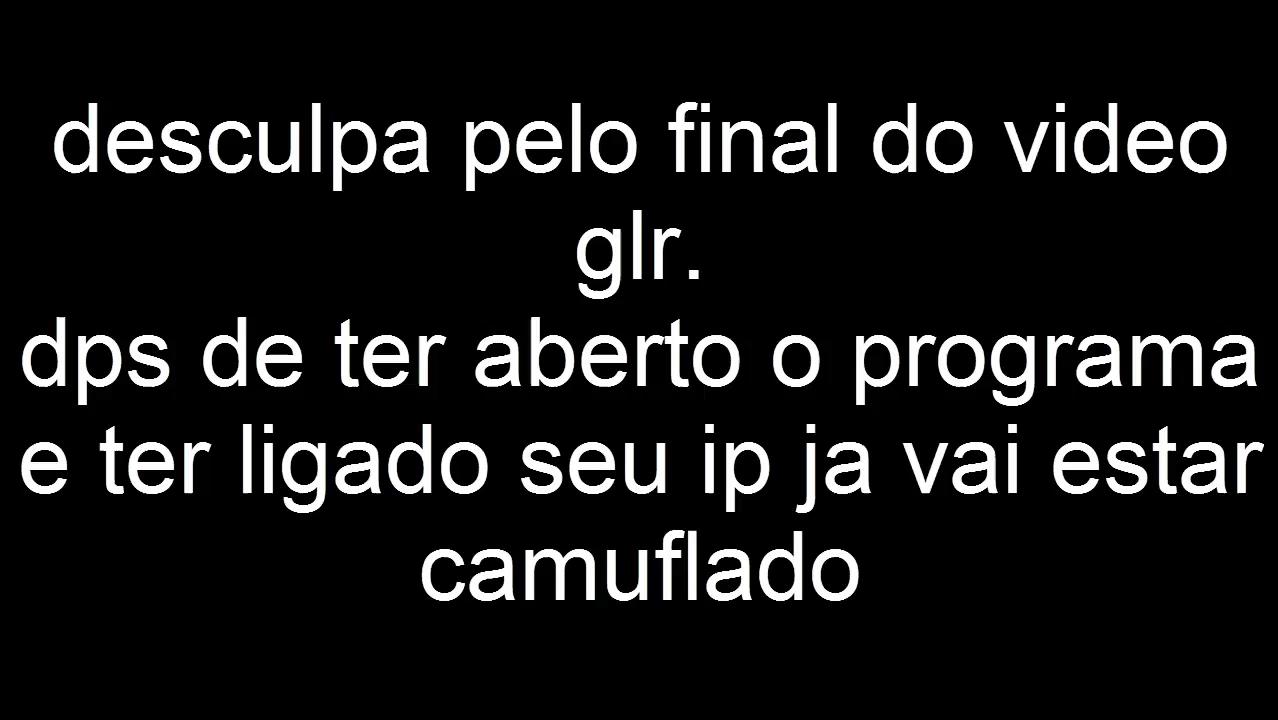 desculpa pelo final do video
glr.
dps de ter aberto o programa
e ter ligado seu ip ja vai estar
camuflado